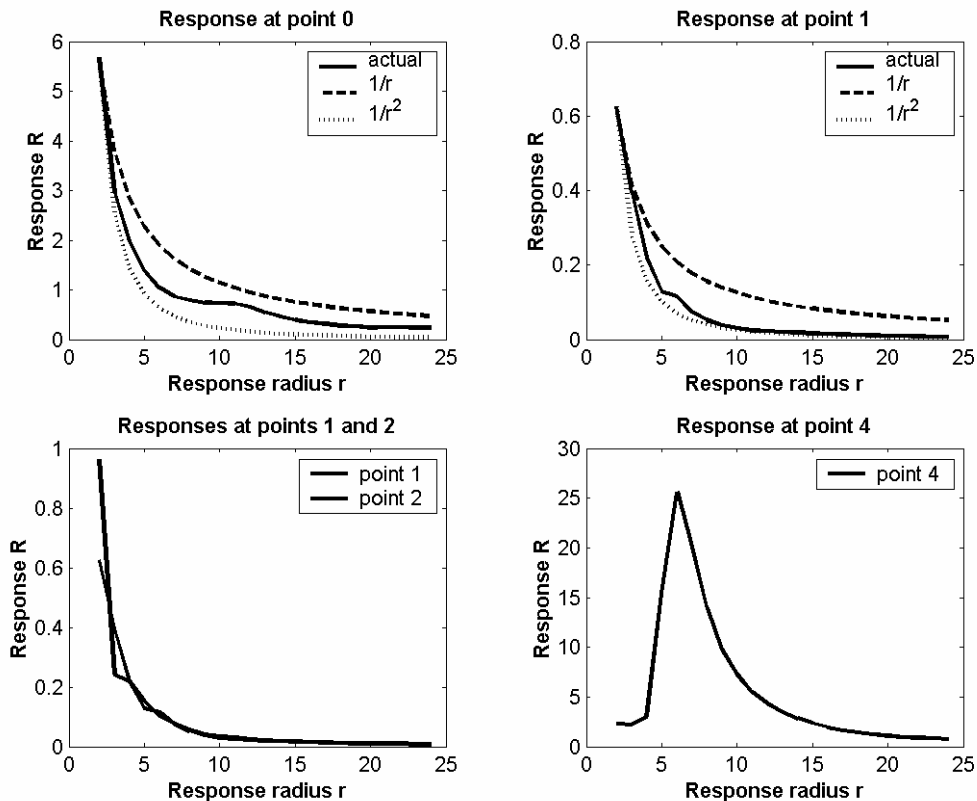 Response at point 0
6
5
4
3
2
1
0
Response R
actual
1/r
1/r²
0 5 10 15 20 25
Response radius r
Response at point 1
0.8
0.6
0.4
0.2
0
Response R
actual
1/r
1/r²
0 5 10 15 20 25
Response radius r
Responses at points 1 and 2
1
0.8
0.6
0.4
0.2
0
Response R
point 1
point 2
0 5 10 15 20 25
Response radius r
Response at point 4
30
25
20
15
10
5
0
Response R
point 4
0 5 10 15 20 25
Response radius r